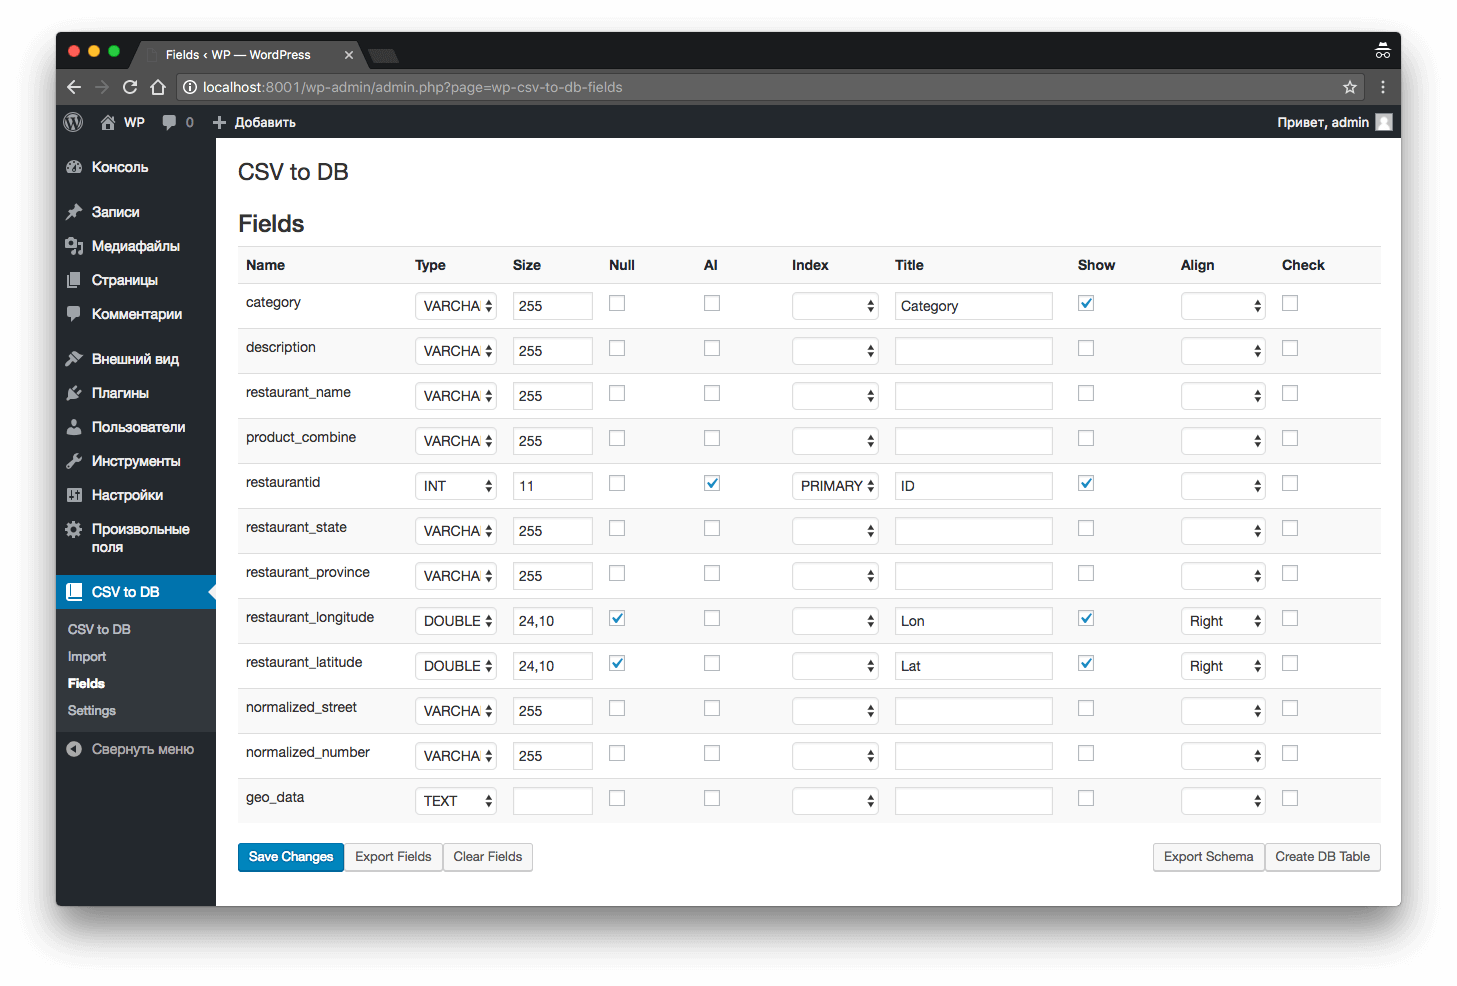 Fields ‹ WP — WordPress
localhost:8001/wp-admin/admin.php?page=wp-csv-to-db-fields
WP 0 Добавить Привет, admin
Консоль
Записи
Медиафайлы
Страницы
Комментарии
Внешний вид
Плагины
Пользователи
Инструменты
Настройки
Произвольные
поля
CSV to DB
CSV to DB
Import
Fields
Settings
Свернуть меню
CSV to DB
Fields
Name Type Size Null AI Index Title Show Align Check
category VARCHA 255 Category
description VARCHA 255
restaurant_name VARCHA 255
product_combine VARCHA 255
restaurantid INT 11 PRIMARY ID
restaurant_state VARCHA 255
restaurant_province VARCHA 255
restaurant_longitude DOUBLE 24,10 Lon Right
restaurant_latitude DOUBLE 24,10 Lat Right
normalized_street VARCHA 255
normalized_number VARCHA 255
geo_data TEXT
Save Changes Export Fields Clear Fields Export Schema Create DB Table